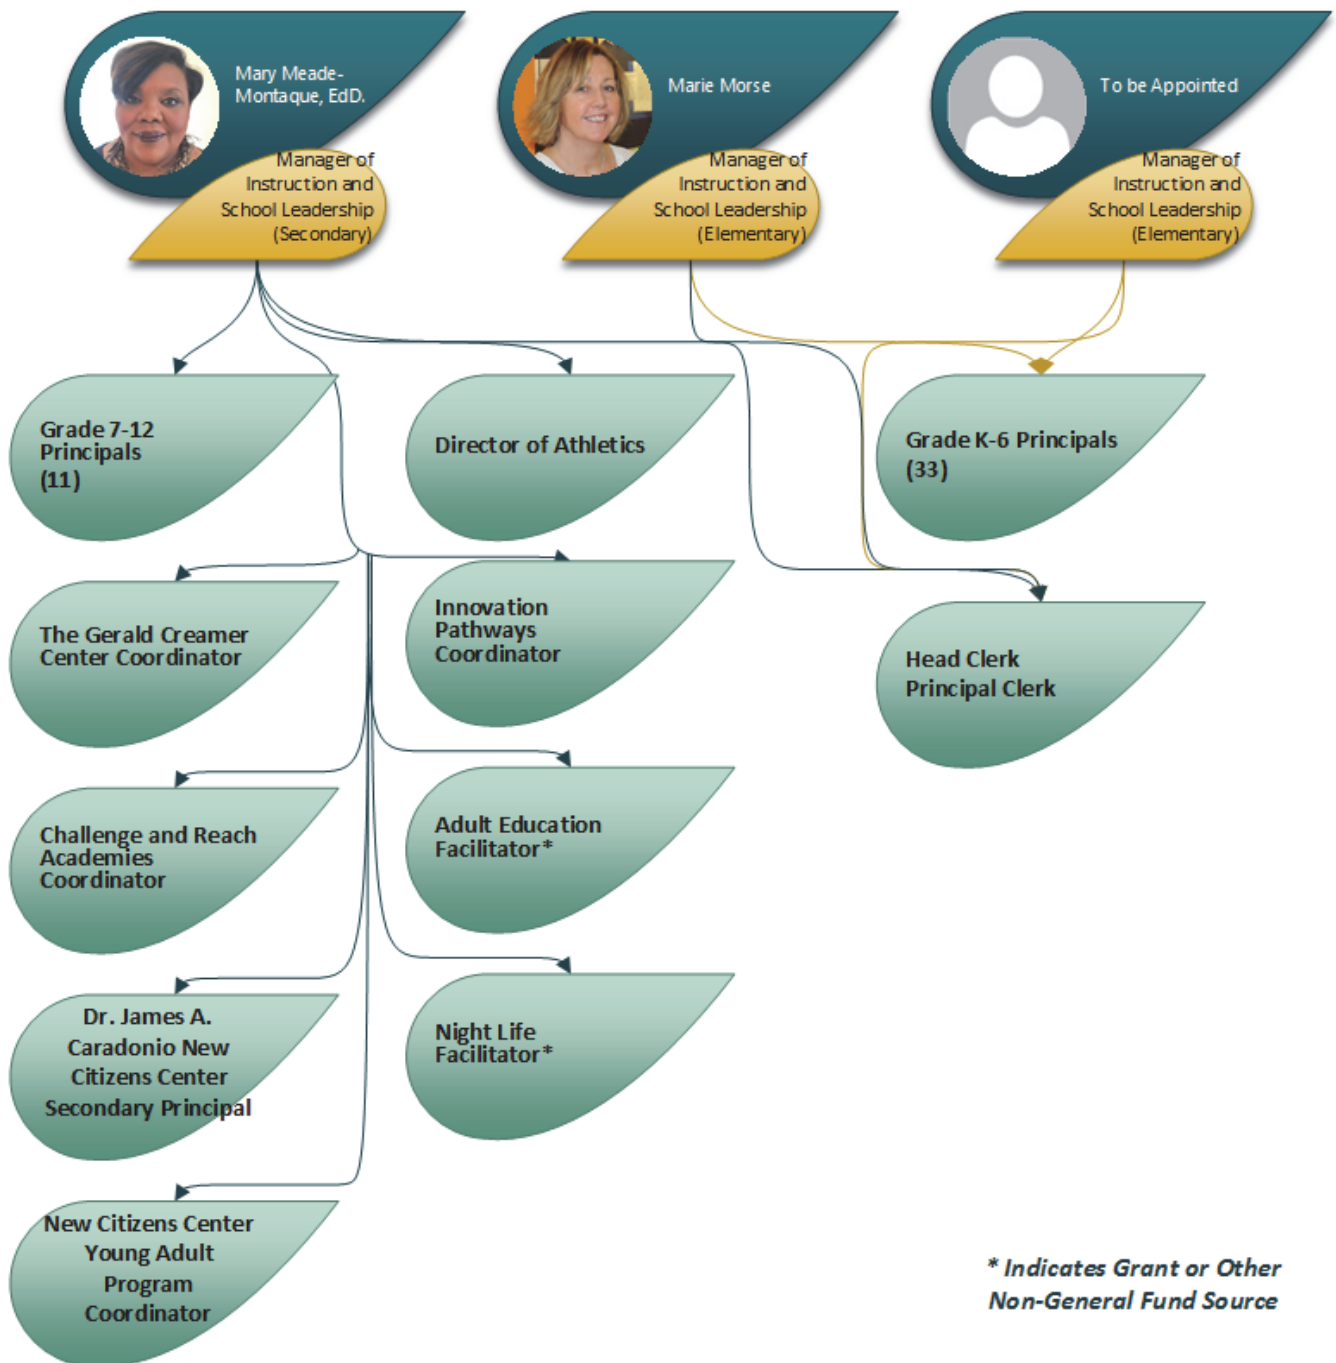 Mary Meade-
Montaque, EdD.
Manager of
Instruction and
School Leadership
(Secondary)
Marie Morse
Manager of
Instruction and
School Leadership
(Elementary)
To be Appointed
Manager of
Instruction and
School Leadership
(Elementary)
Grade 7-12
Principals
(11)
Director of Athletics
Grade K-6 Principals
(33)
The Gerald Creamer
Center Coordinator
Innovation
Pathways
Coordinator
Head Clerk
Principal Clerk
Challenge and Reach
Academies
Coordinator
Adult Education
Facilitator*
Dr. James A.
Caradonio New
Citizens Center
Secondary Principal
Night Life
Facilitator*
New Citizens Center
Young Adult
Program
Coordinator
* Indicates Grant or Other
Non-General Fund Source